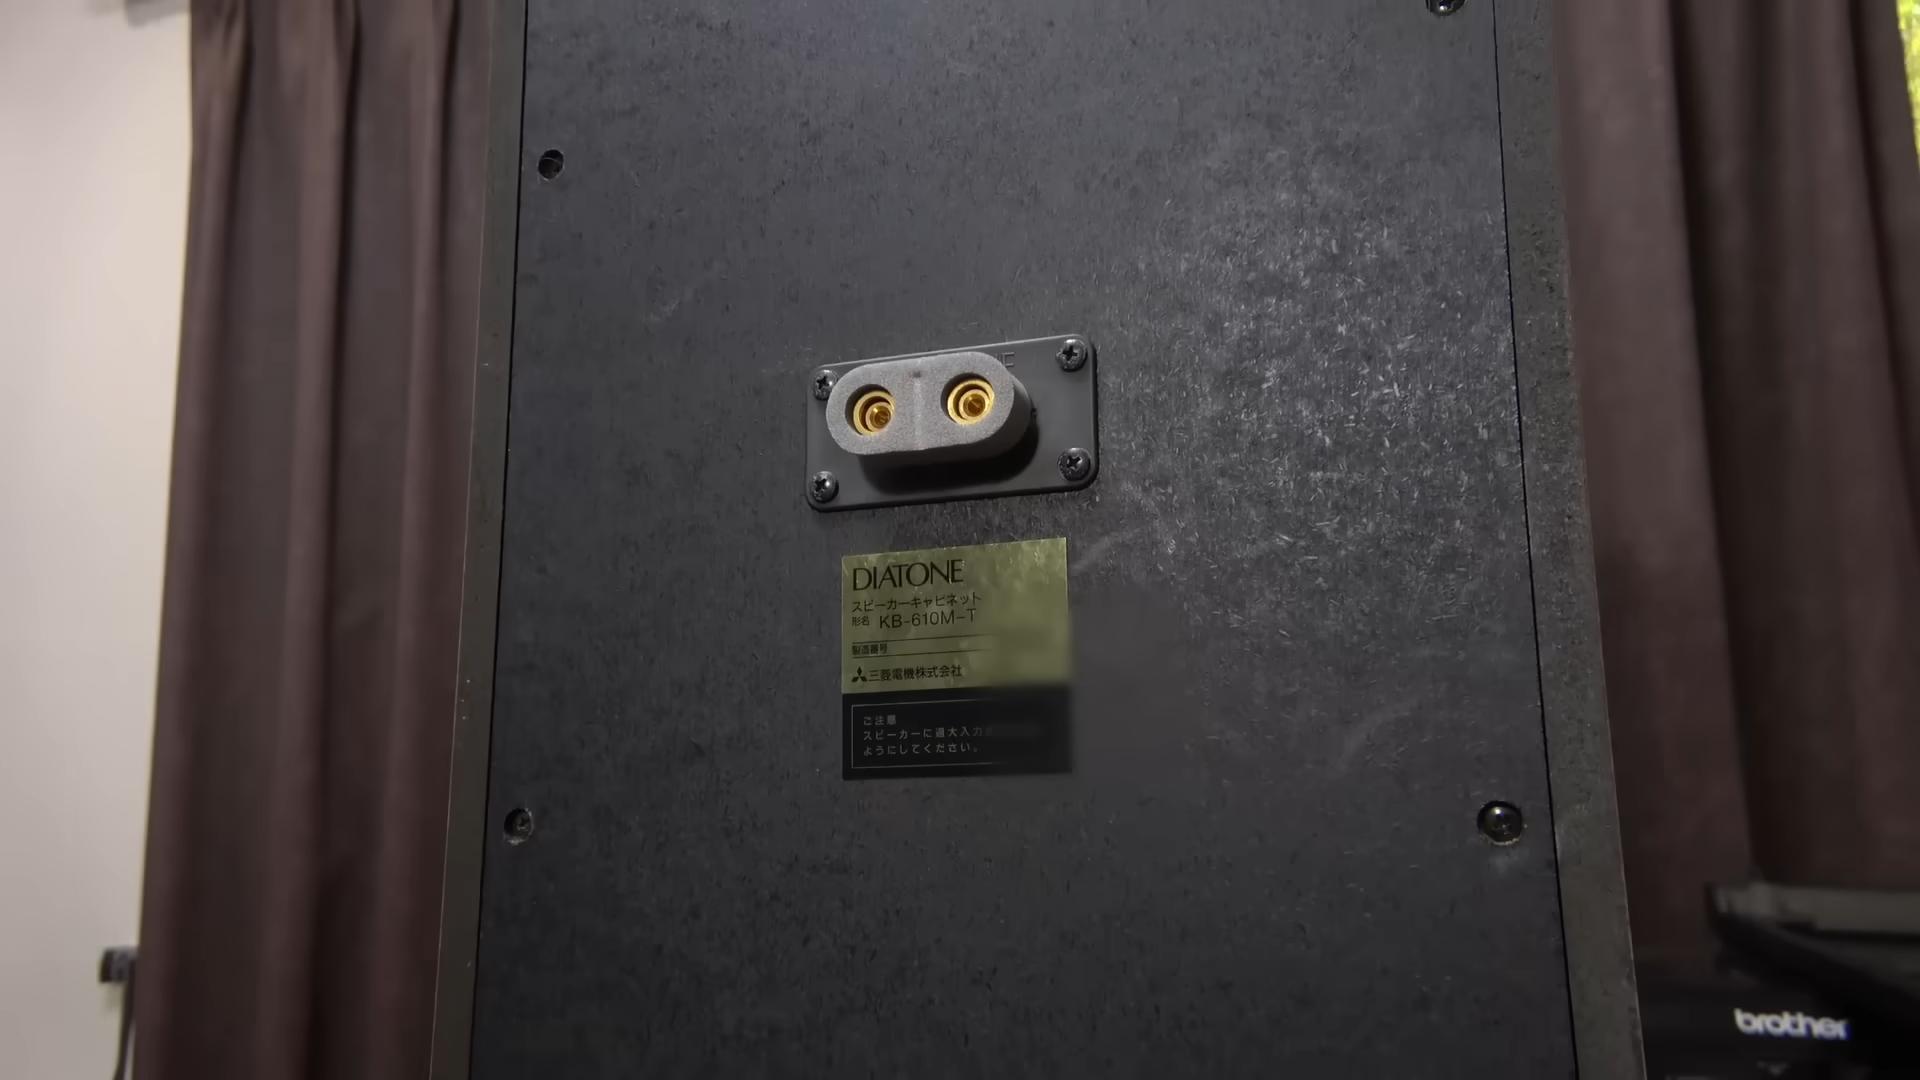 DIATONE
スピーカーキャビネット
形名 KB-610M-T
製造番号
三菱電機株式会社
ご注意
スピーカーに過大入力
ようにしてください。
brother